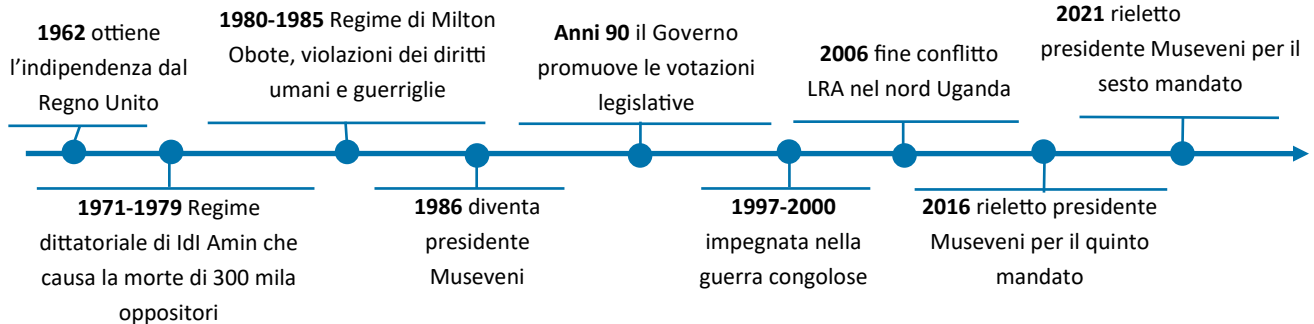 1962 ottiene
l'indipendenza dal
Regno Unito
1971-1979 Regime
dittatoriale di IdI Amin che
causa la morte di 300 mila
oppositori
1980-1985 Regime di Milton
Obote, violazioni dei diritti
umani e guerriglie
1986 diventa
presidente
Museveni
Anni 90 il Governo
promuove le votazioni
legislative
1997-2000
impegnata nella
guerra congolose
2006 fine conflitto
LRA nel nord Uganda
2016 rieletto presidente
Museveni per il quinto
mandato
2021 rieletto
presidente Museveni per il
sesto mandato